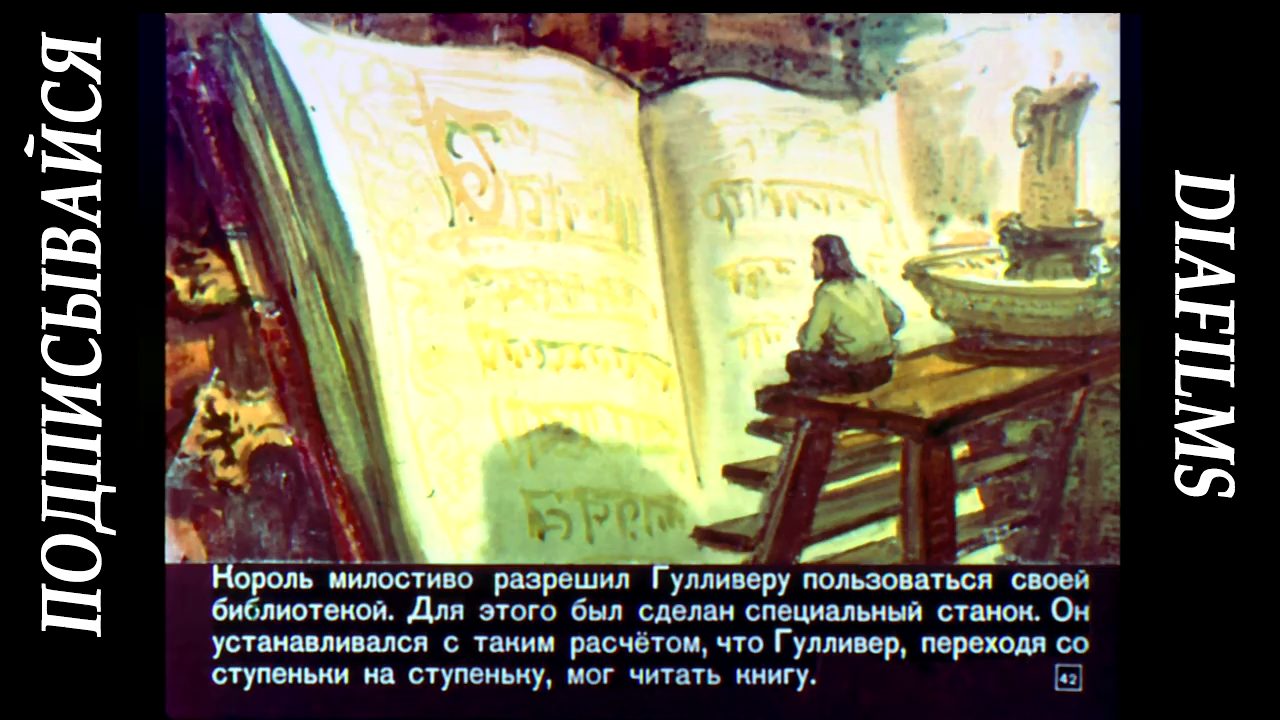 ПОДПИСЫВАЙСЯ
Король милостиво разрешил Гулливеру пользоваться своей
библиотекой. Для этого был сделан специальный станок. Он
устанавливался с таким расчётом, что Гулливер, переходя со
ступеньки на ступеньку, мог читать книгу.
42
DIAFILMS